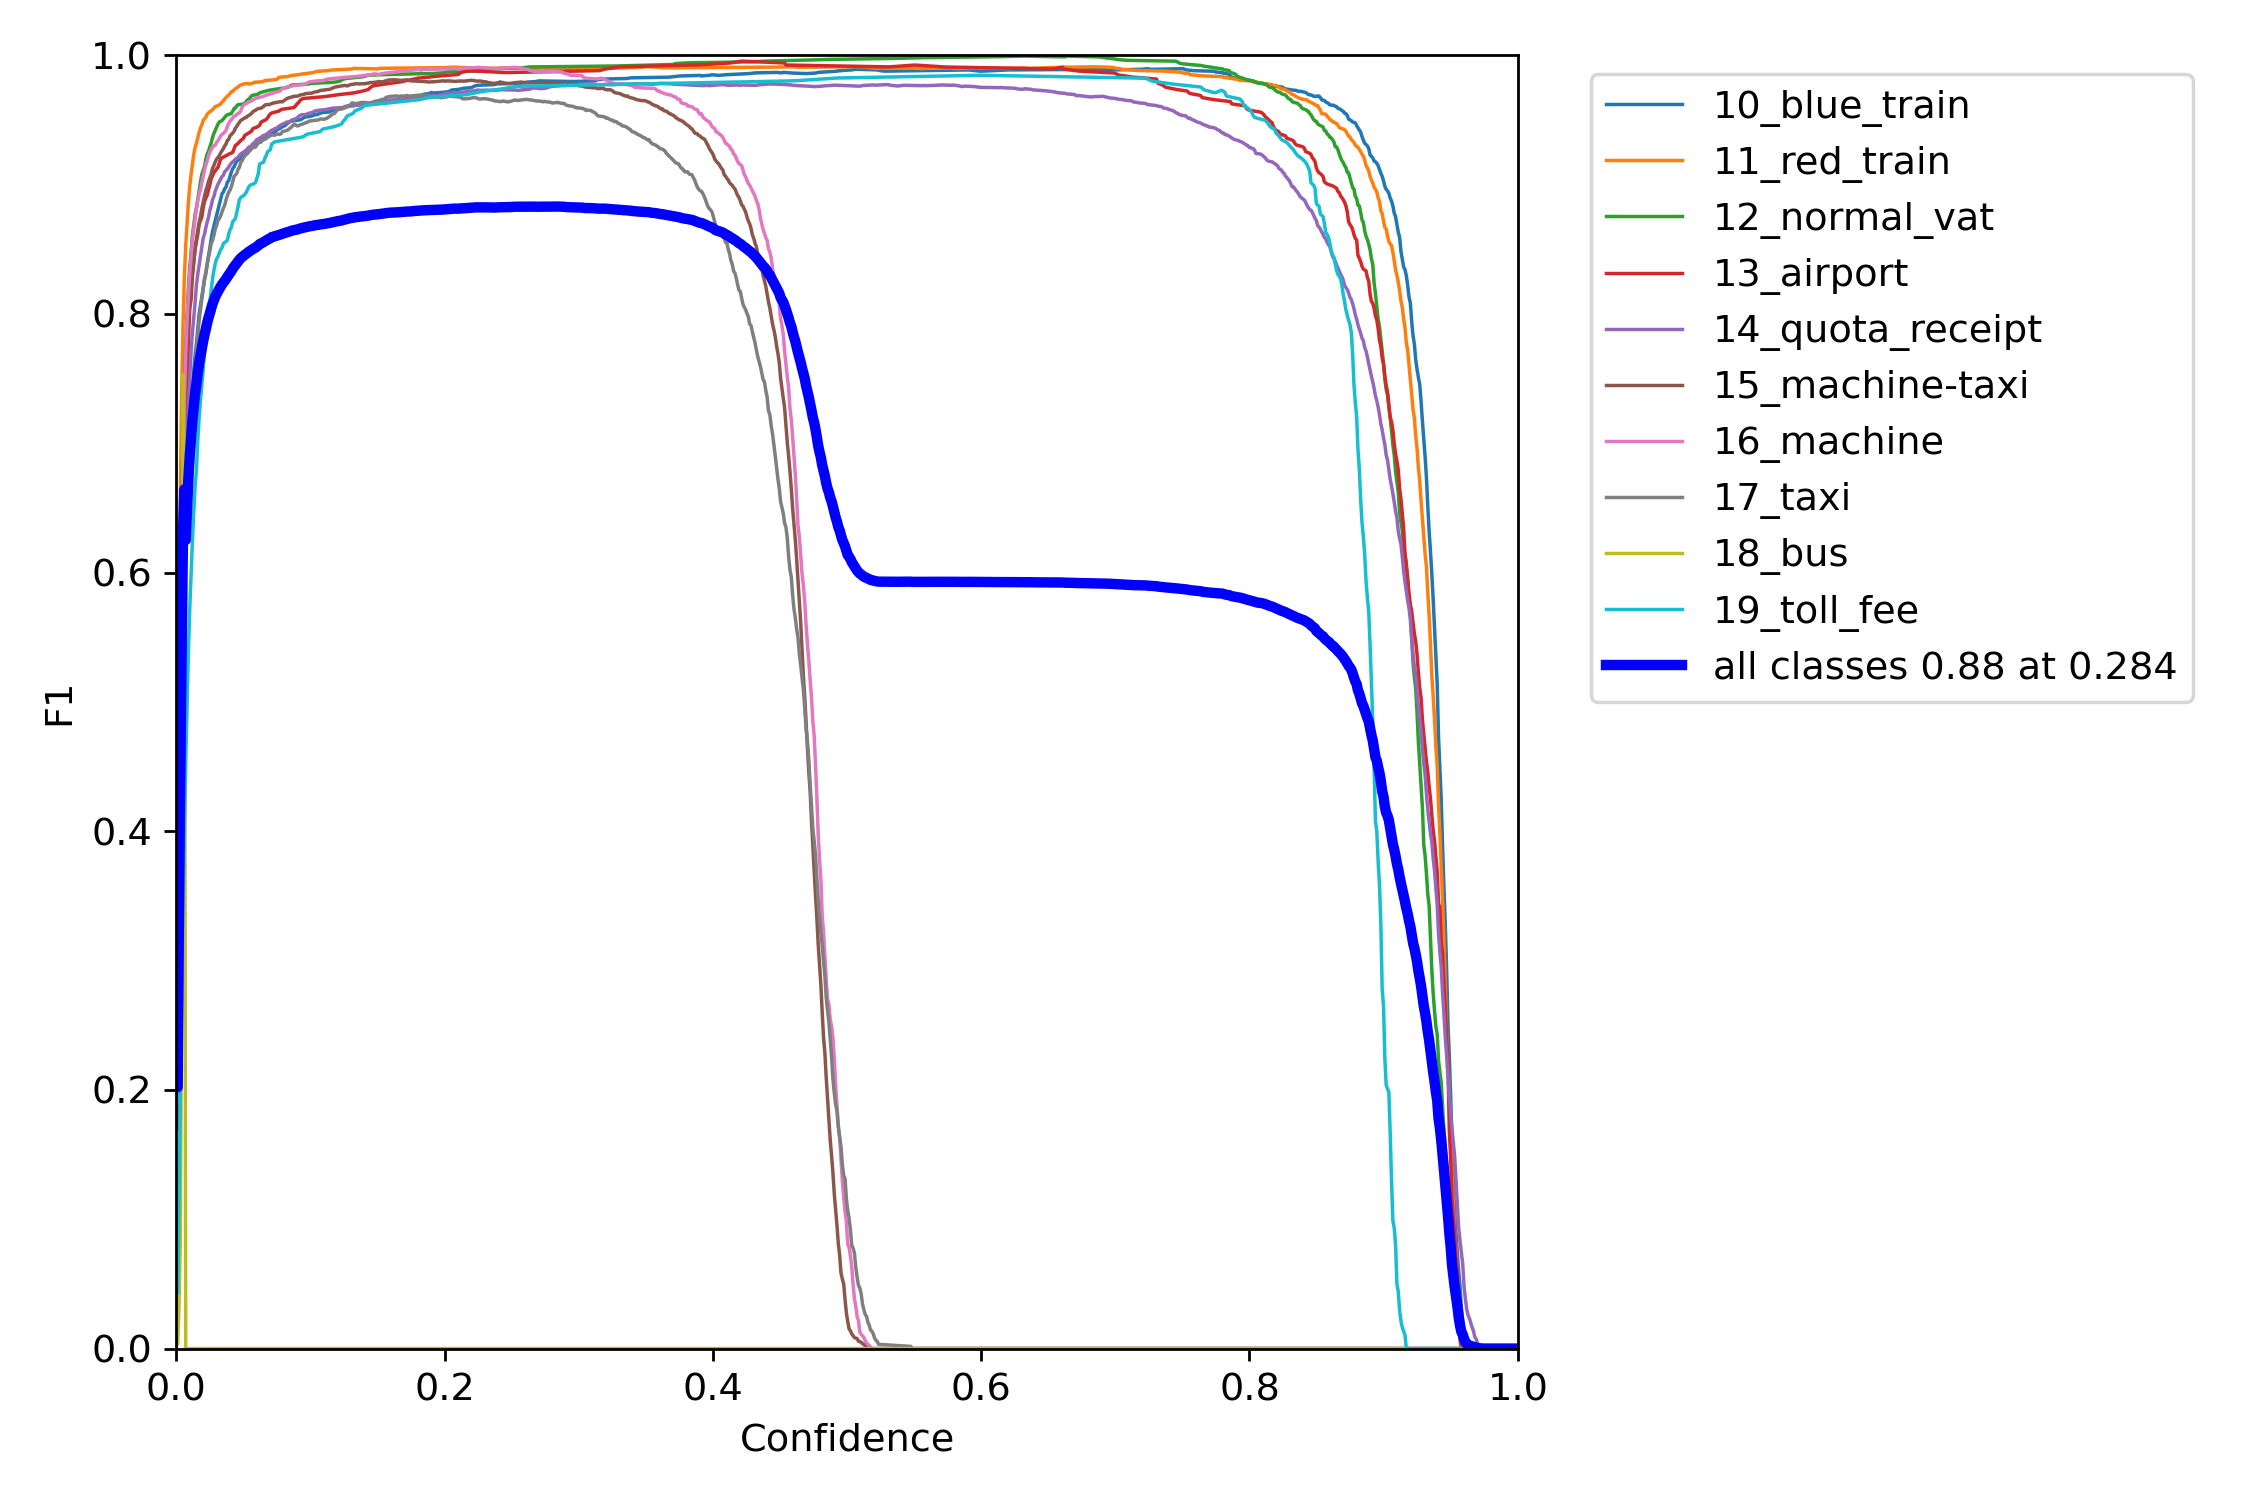 1.0
0.8
0.6
0.4
0.2
0.0
F1
0.0 0.2 0.4 0.6 0.8 1.0
Confidence
10_blue_train
11_red_train
12_normal_vat
13_airport
14_quota_receipt
15_machine-taxi
16_machine
17_taxi
18_bus
19_toll_fee
all classes 0.88 at 0.284